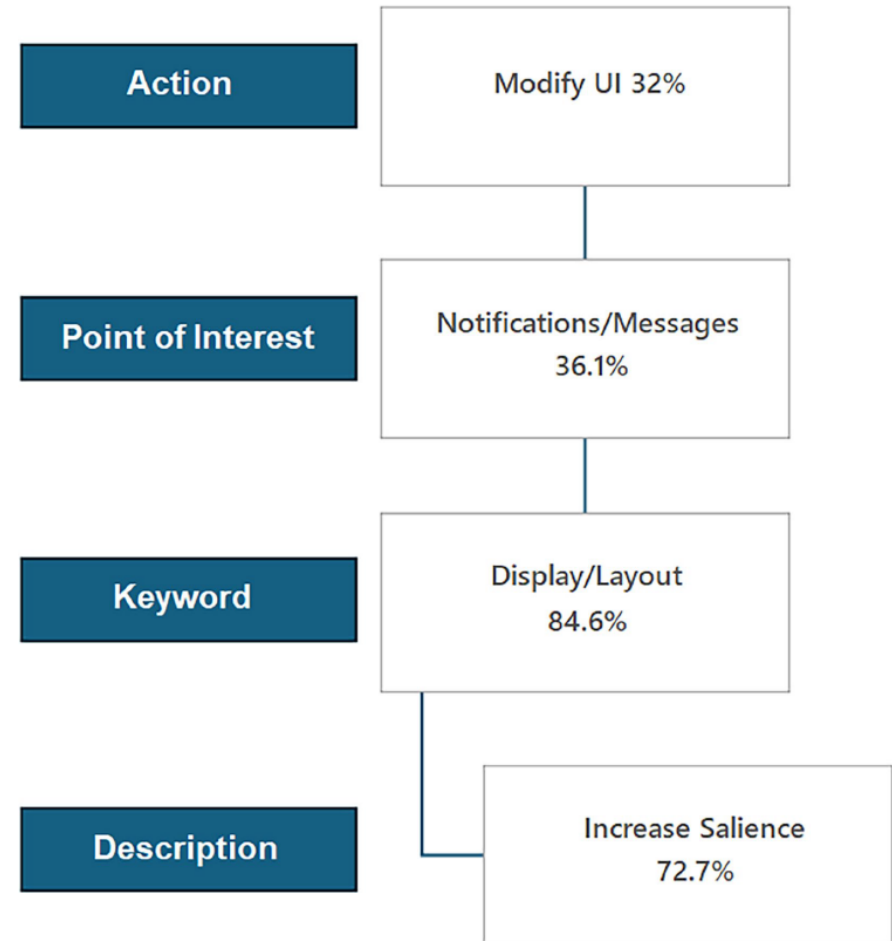 Action
Modify UI 32%
Point of Interest
Notifications/Messages
36.1%
Keyword
Display/Layout
84.6%
Description
Increase Salience
72.7%